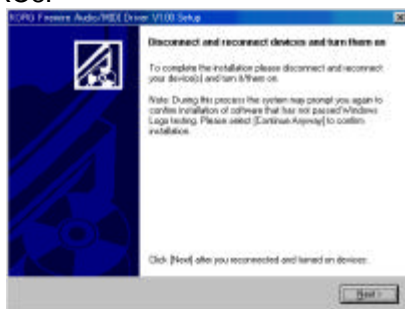 KORG Firewire Audio/MIDI Driver V1.00 Setup
Disconnect and reconnect devices and turn them on
To complete the installation please disconnect and reconnect
your device(s) and turn it/them on.
Note: During this process the system may prompt you again to
confirm installation of software that has not passed Windows
Logo testing. Please select [Continue Anyway] to confirm
installation.
Click [Next] after you reconnected and turned on devices.
Next >